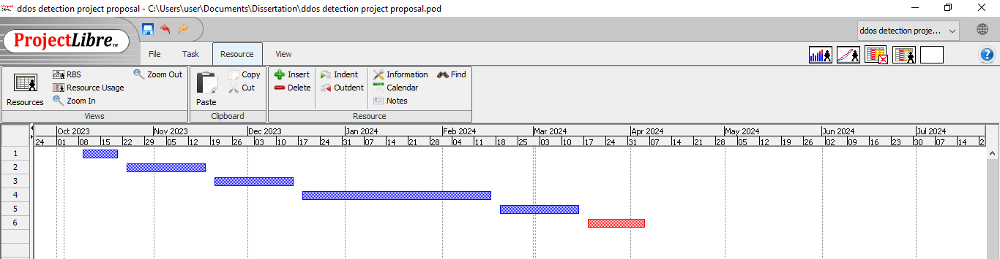 ddos detection project proposal - C:\Users\user\Documents\Dissertation\ddos detection project proposal.pod
ProjectLibre™
ddos detection proje...
File Task Resource View
Resources
RBS
Resource Usage
Zoom In
Zoom Out
Views
Paste
Copy
Cut
Clipboard
Insert
Delete
Indent
Outdent
Information
Calendar
Notes
Find
Resource
Oct 2023 Nov 2023 Dec 2023 Jan 2024 Feb 2024 Mar 2024 Apr 2024 May 2024 Jun 2024 Jul 2024
24 01 08 15 22 29 05 12 19 26 03 10 17 24 31 07 14 21 28 04 11 18 25 03 10 17 24 31 07 14 21 28 05 12 19 26 02 09 16 23 30 07 14 2
1
2
3
4
5
6